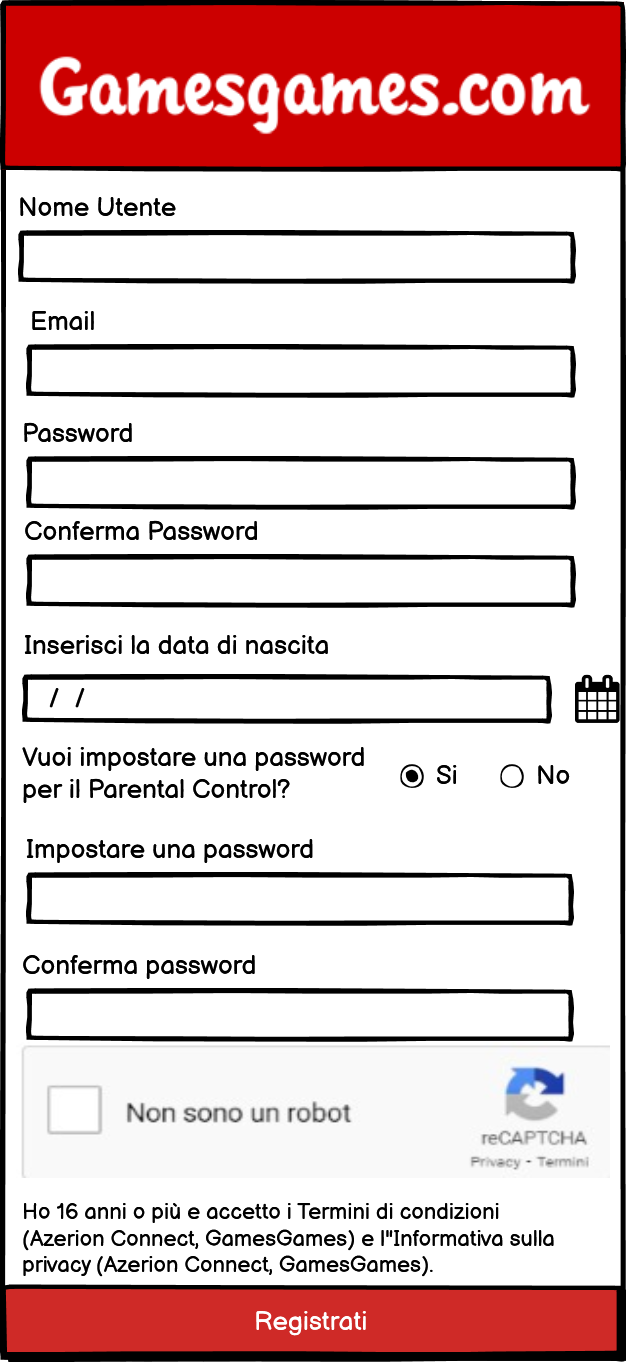 Gamesgames.com
Nome Utente
Email
Password
Conferma Password
Inserisci la data di nascita
/ /
Vuoi impostare una password
per il Parental Control?
Si No
Impostare una password
Conferma password
Non sono un robot
reCAPTCHA
Privacy - Termini
Ho 16 anni o più e accetto i Termini di condizioni
(Azerion Connect, GamesGames) e l"Informativa sulla
privacy (Azerion Connect, GamesGames).
Registrati